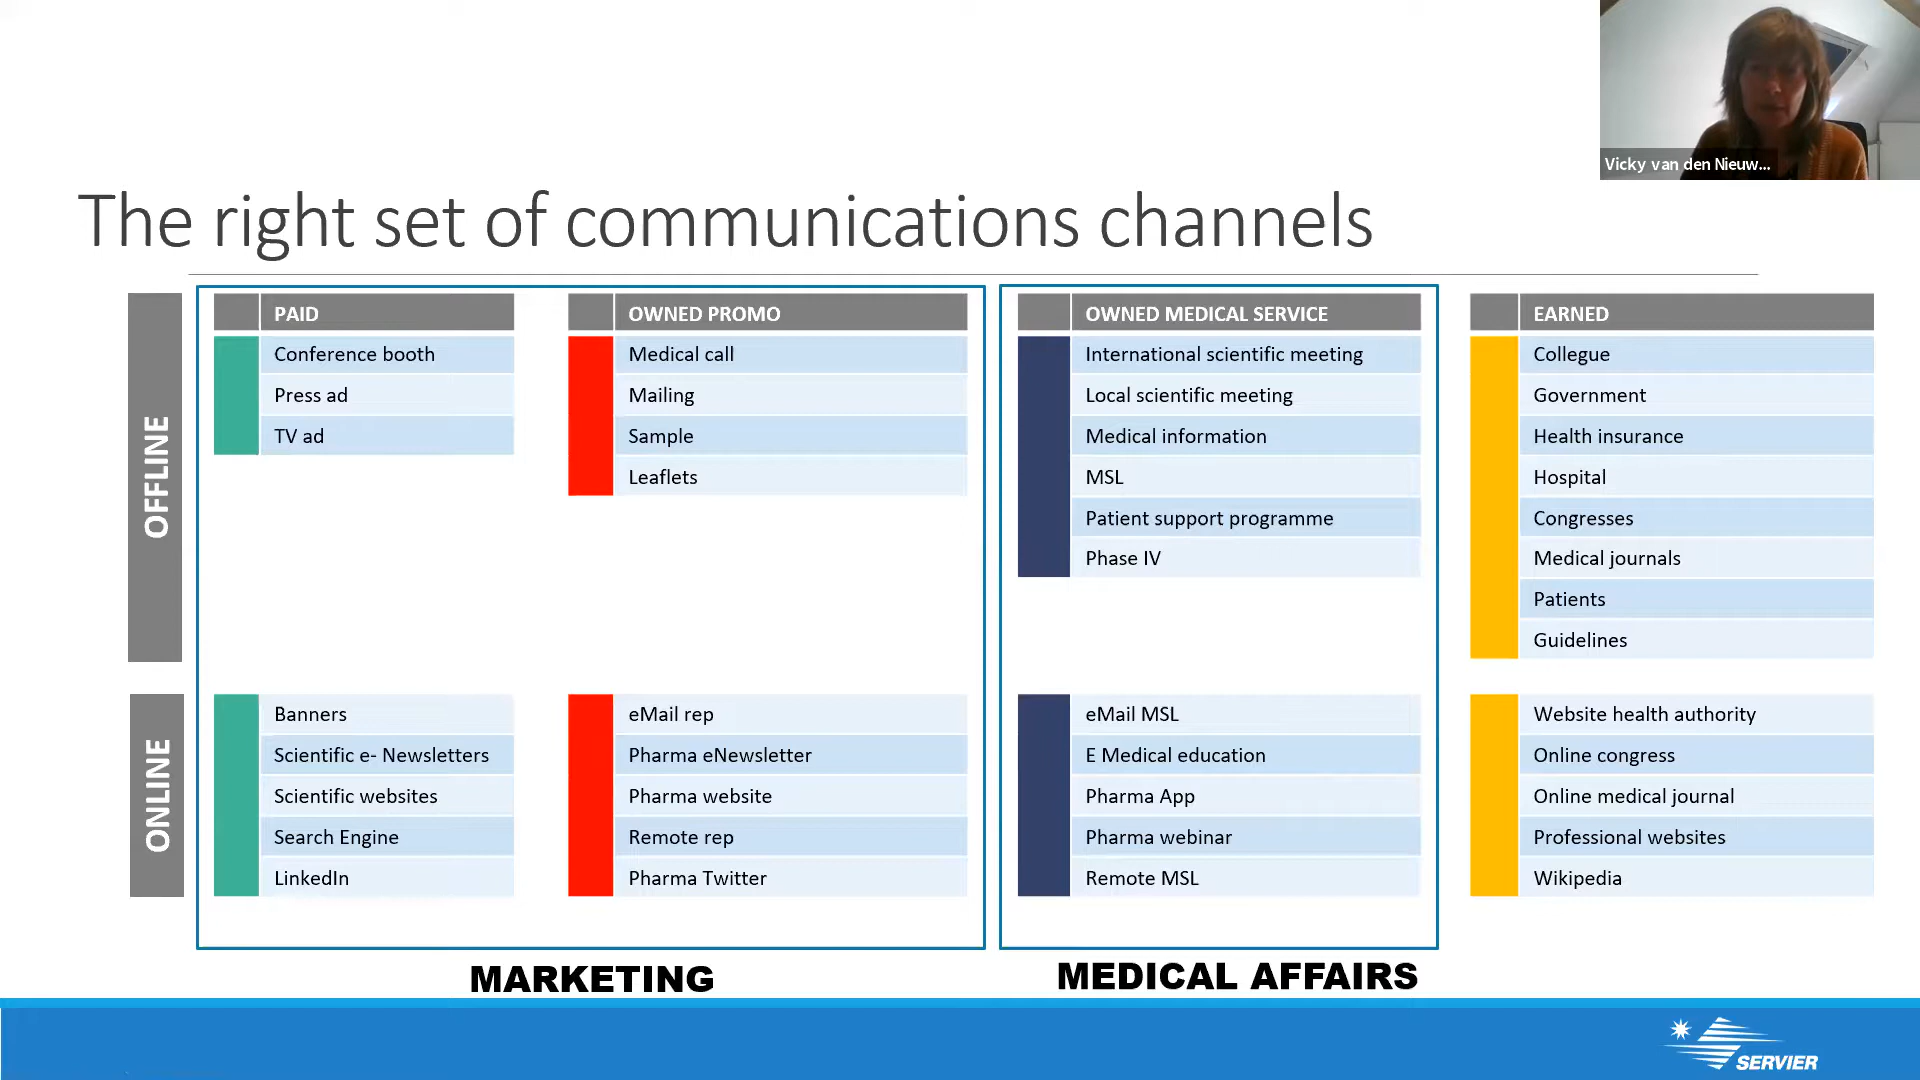 Vicky van den Nieuw...
The right set of communications channels
OFFLINE
PAID
Conference booth
Press ad
TV ad
OWNED PROMO
Medical call
Mailing
Sample
Leaflets
OWNED MEDICAL SERVICE
International scientific meeting
Local scientific meeting
Medical information
MSL
Patient support programme
Phase IV
EARNED
Collegue
Government
Health insurance
Hospital
Congresses
Medical journals
Patients
Guidelines
ONLINE
Banners
Scientific e- Newsletters
Scientific websites
Search Engine
LinkedIn
eMail rep
Pharma eNewsletter
Pharma website
Remote rep
Pharma Twitter
eMail MSL
E Medical education
Pharma App
Pharma webinar
Remote MSL
Website health authority
Online congress
Online medical journal
Professional websites
Wikipedia
MARKETING
MEDICAL AFFAIRS
SERVIER